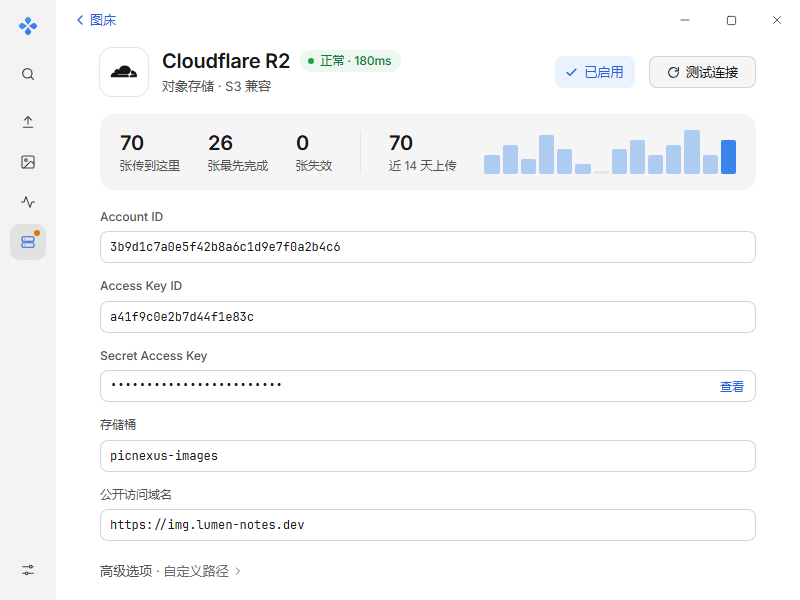 图床
Cloudflare R2
正常 · 180ms
对象存储 · S3 兼容
已启用
测试连接
70
张传到这里
26
张最先完成
0
张失效
70
近 14 天上传
Account ID
3b9d1c7a0e5f42b8a6c1d9e7f0a2b4c6
Access Key ID
a41f9c0e2b7d44f1e83c
Secret Access Key
••••••••••••••••••••••••
查看
存储桶
picnexus-images
公开访问域名
https://img.lumen-notes.dev
高级选项 · 自定义路径